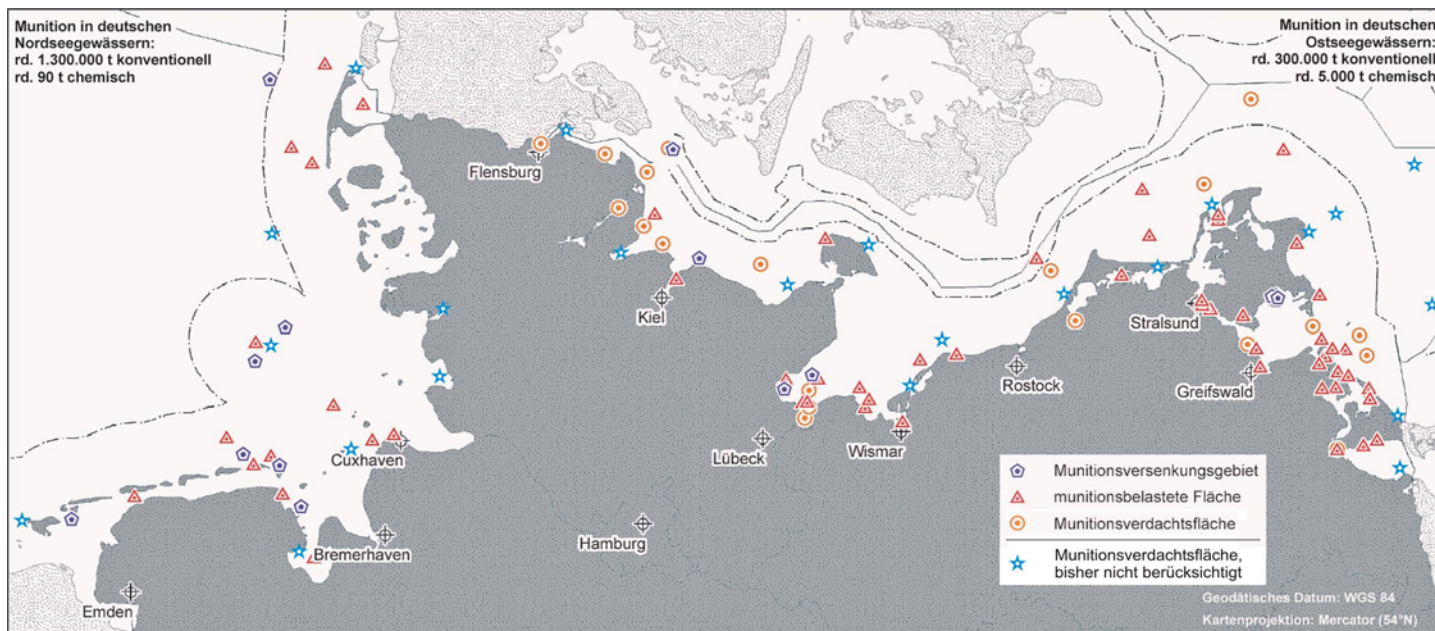 Munition in deutschen
Nordseegewässern:
rd. 1.300.000 t konventionell
rd. 90 t chemisch
Munition in deutschen
Ostseegewässern:
rd. 300.000 t konventionell
rd. 5.000 t chemisch
Flensburg
Kiel
Stralsund
Rostock
Greifswald
Cuxhaven
Lübeck
Wismar
Bremerhaven
Hamburg
Emden
Munitionsversenkungsgebiet
munitionsbelastete Fläche
Munitionsverdachtsfläche
Munitionsverdachtsfläche,
bisher nicht berücksichtigt
Geodätisches Datum: WGS 84
Kartenprojektion: Mercator (54°N)